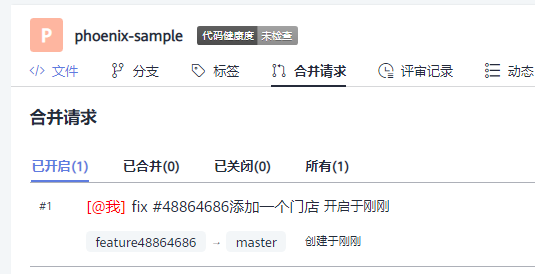 P phoenix-sample 代码健康度 未检查
</> 文件 分支 标签 合并请求 评审记录 动态
合并请求
已开启(1) 已合并(0) 已关闭(0) 所有(1)
#1 [@我] fix #48864686添加一个门店 开启于刚刚
feature48864686 → master 创建于刚刚